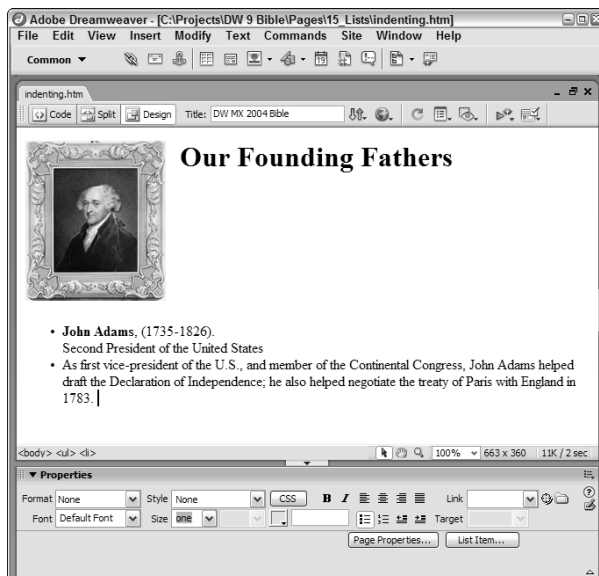 Adobe Dreamweaver - [C:\Projects\DW 9 Bible\Pages\15_Lists\indenting.htm]
File Edit View Insert Modify Text Commands Site Window Help
Common
indenting.htm
Code Split Design Title: DW MX 2004 Bible
Our Founding Fathers
• John Adams, (1735-1826).
Second President of the United States
• As first vice-president of the U.S., and member of the Continental Congress, John Adams helped
draft the Declaration of Independence; he also helped negotiate the treaty of Paris with England in
1783.
<body> <ul> <li> 100% 663 x 360 11K / 2 sec
Properties
Format None Style None CSS B I Link
Font Default Font Size one Target
Page Properties... List Item...